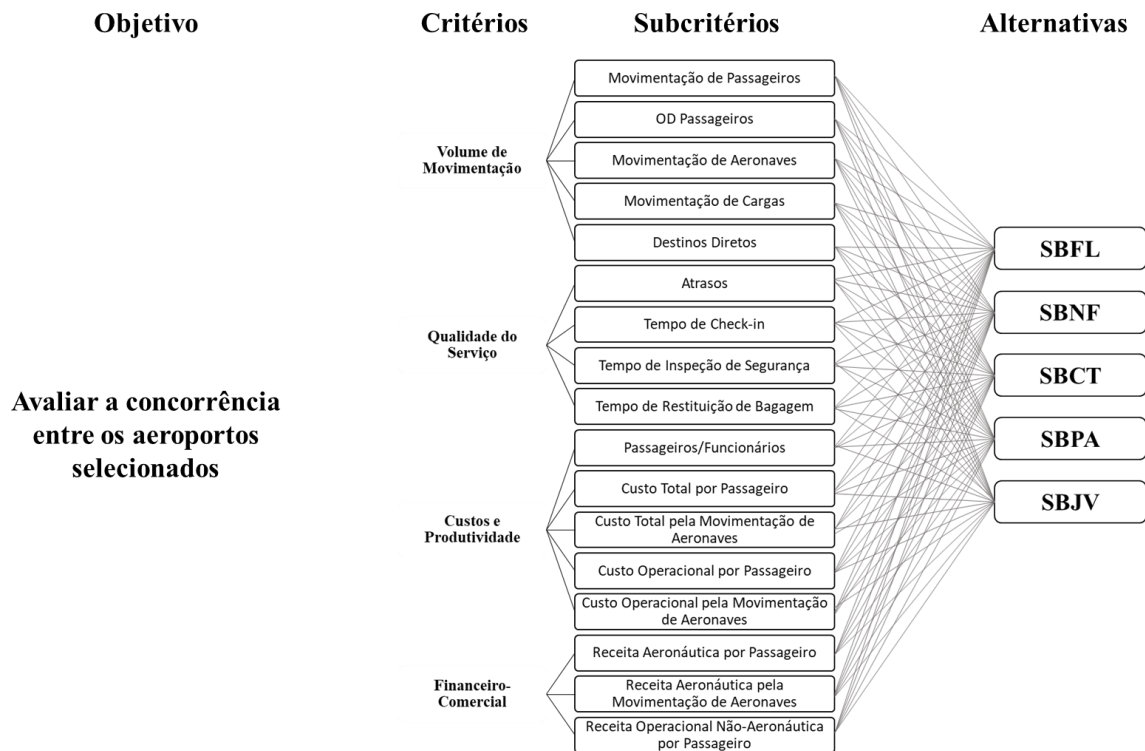 Objetivo
Critérios
Subcritérios
Alternativas
Avaliar a concorrência
entre os aeroportos
selecionados
Volume de
Movimentação
Movimentação de Passageiros
OD Passageiros
Movimentação de Aeronaves
Movimentação de Cargas
Destinos Diretos
Qualidade do
Serviço
Atrasos
Tempo de Check-in
Tempo de Inspeção de Segurança
Tempo de Restituição de Bagagem
Custos e
Produtividade
Passageiros/Funcionários
Custo Total por Passageiro
Custo Total pela Movimentação de
Aeronaves
Custo Operacional por Passageiro
Custo Operacional pela Movimentação
de Aeronaves
Financeiro-
Comercial
Receita Aeronáutica por Passageiro
Receita Aeronáutica pela
Movimentação de Aeronaves
Receita Operacional Não-Aeronáutica
por Passageiro
SBFL
SBNF
SBCT
SBPA
SBJV